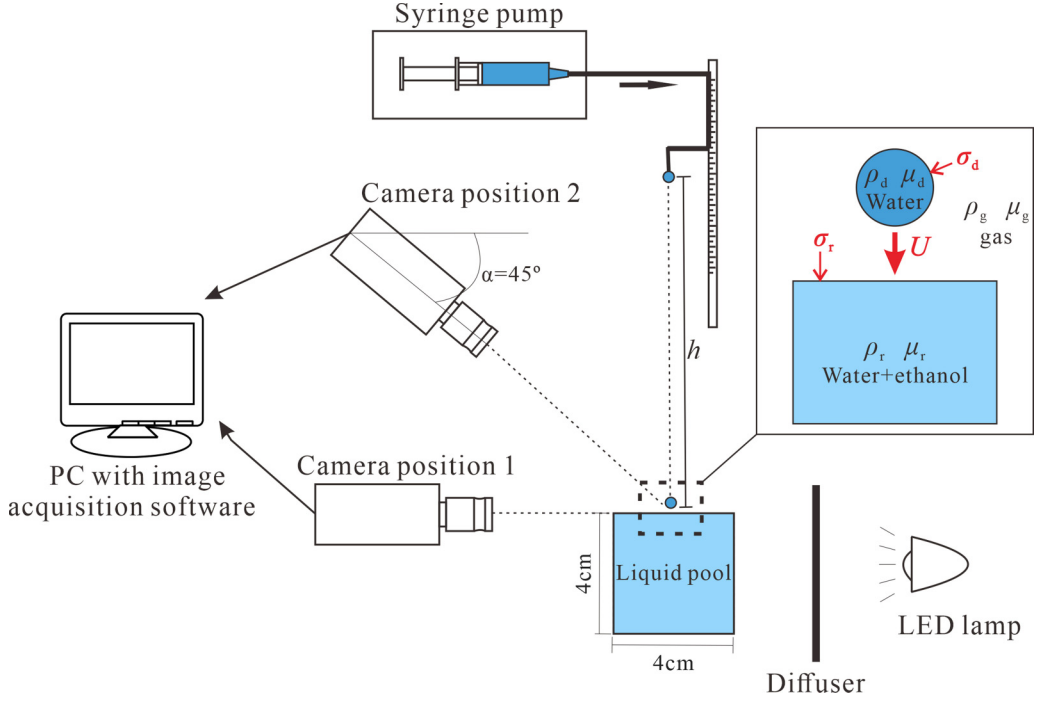 Syringe pump
Camera position 2
α=45°
h
σd
ρd μd
Water
ρg μg
gas
σr
U
ρr μr
Water+ethanol
PC with image
acquisition software
Camera position 1
4cm
Liquid pool
4cm
LED lamp
Diffuser